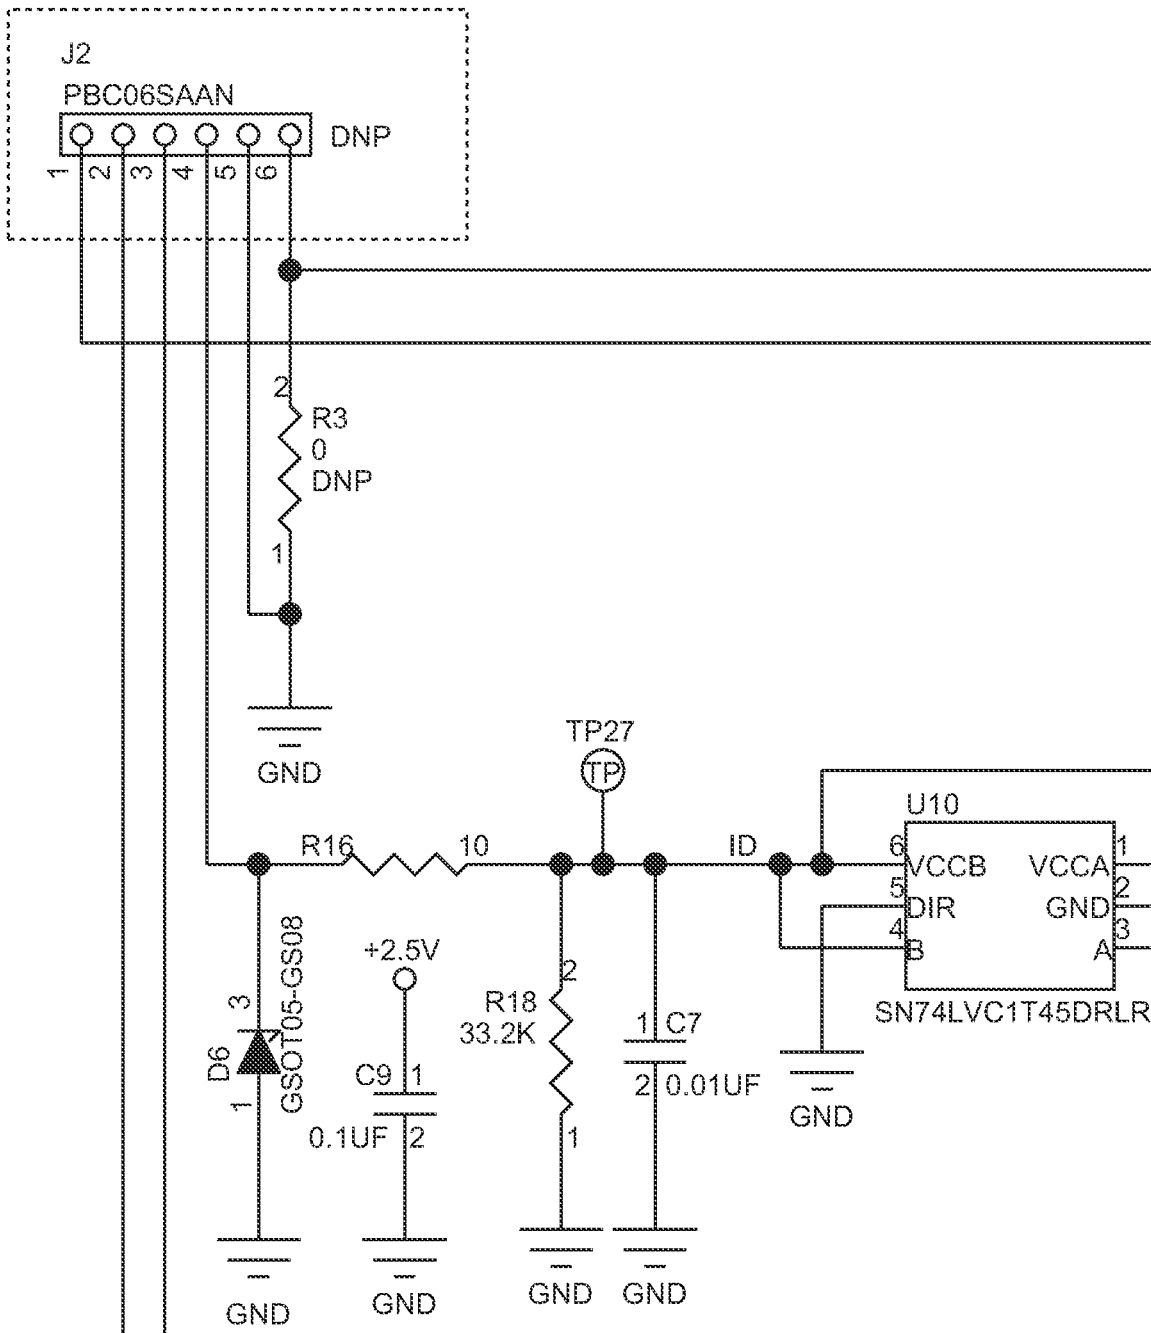 J2
PBC06SAAN
DNP
1 2 3 4 5 6
2
R3
0
DNP
1
GND
TP27
TP
R16 10
ID
U10
6 VCCB VCCA 1
5 DIR GND 2
4 B A 3
SN74LVC1T45DRLR
GND
3
D6
GSOT05-GS08
1
GND
+2.5V
C9 1
0.1UF 2
GND
2
R18
33.2K
1
GND
1 C7
2 0.01UF
GND